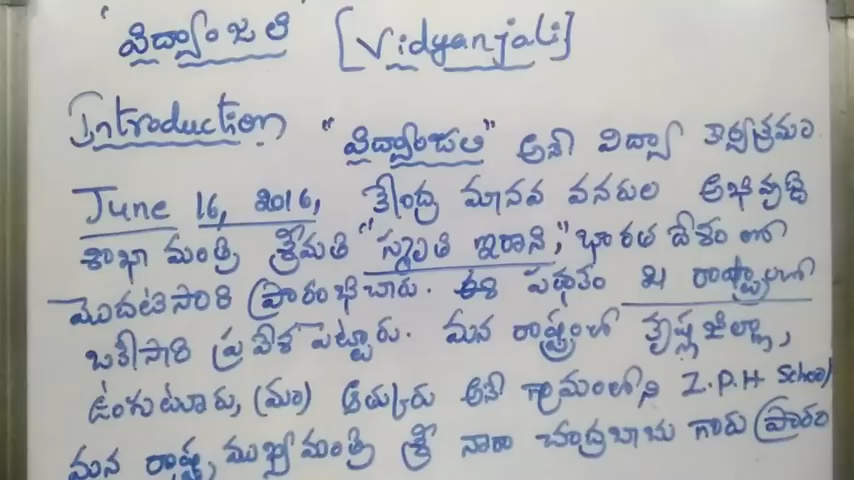 'విద్యాంజలి' [Vidyanjali]
Introduction "విద్యాంజలి" అనే విద్యా కార్యక్రమం
June 16, 2016, కేంద్ర మానవ వనరుల అభివృద్ధి
శాఖా మంత్రి శ్రీమతి "స్మృతి ఇరానీ," భారత దేశం లో
మొదటిసారి ప్రారంభించారు. ఈ పథకం 21 రాష్ట్రాలలో
ఒకేసారి ప్రవేశ పెట్టారు. మన రాష్ట్రంలో కృష్ణ జిల్లా,
ఉంగుటూరు, (మం) ఆత్కూరు అనే గ్రామంలోని Z.P.H School
మన రాష్ట్ర ముఖ్యమంత్రి శ్రీ నారా చంద్రబాబు గారు ప్రారం